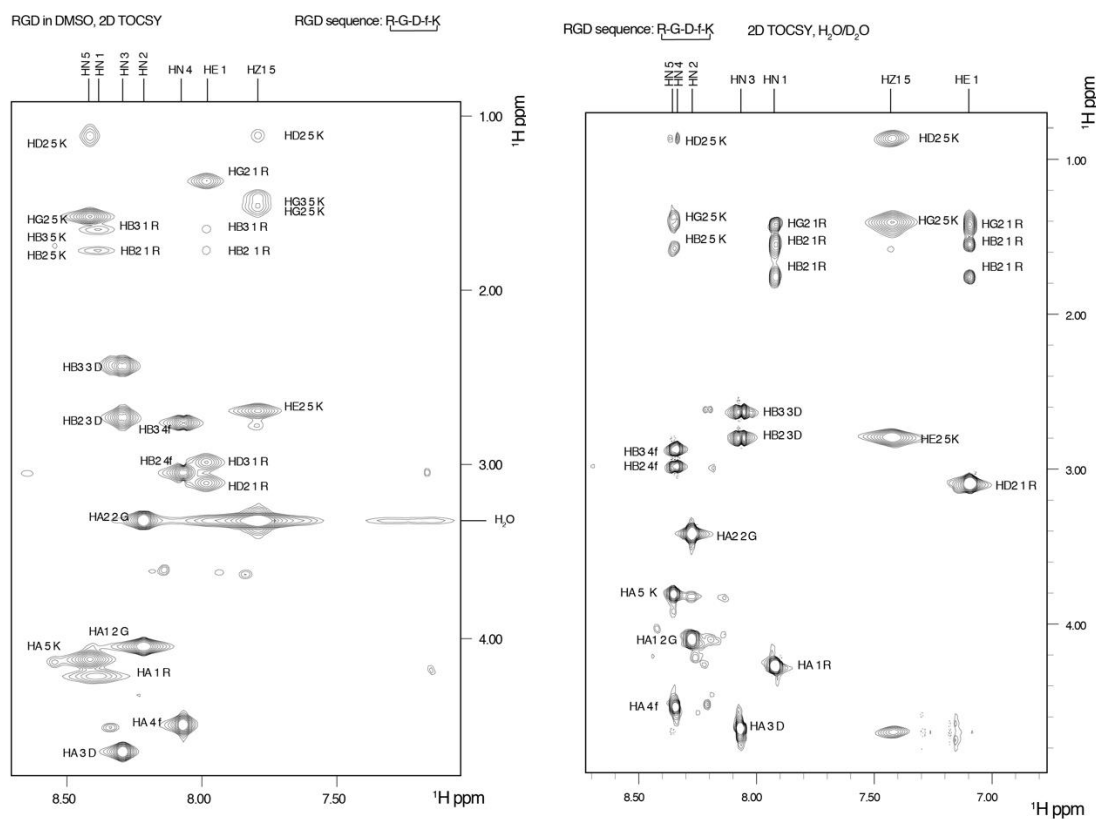 RGD in DMSO, 2D TOCSY
RGD sequence: R-G-D-f-K
HN 5
HN 1
HN 3
HN 2
HN 4
HE 1
HZ1 5
1.00
¹H ppm
HD2 5 K
HD2 5 K
HG2 1 R
HG3 5 K
HG2 5 K
HG2 5 K
HB3 1 R
HB3 1 R
HB3 5 K
HB2 1 R
HB2 1 R
HB2 5 K
2.00
HB3 3 D
HB2 3 D
HE2 5 K
HB3 4f
HB2 4f
HD3 1 R
3.00
HD2 1 R
HA2 2 G
H₂O
HA1 2 G
4.00
HA 5 K
HA 1 R
HA 4 f
HA 3 D
8.50
8.00
7.50
¹H ppm
RGD sequence: R-G-D-f-K
2D TOCSY, H₂O/D₂O
HN 5
HN 4
HN 2
HN 3
HN 1
HZ1 5
HE 1
¹H ppm
HD2 5 K
HD2 5 K
1.00
HG2 5 K
HG2 1 R
HG2 5 K
HG2 1 R
HB2 5 K
HB2 1 R
HB2 1 R
HB2 1 R
HB2 1 R
2.00
HB3 3 D
HB2 3 D
HE2 5K
HB3 4 f
HB2 4 f
3.00
HD2 1 R
HA2 2 G
HA 5 K
4.00
HA1 2 G
HA 1 R
HA 4 f
HA 3 D
8.50
8.00
7.50
7.00
¹H ppm